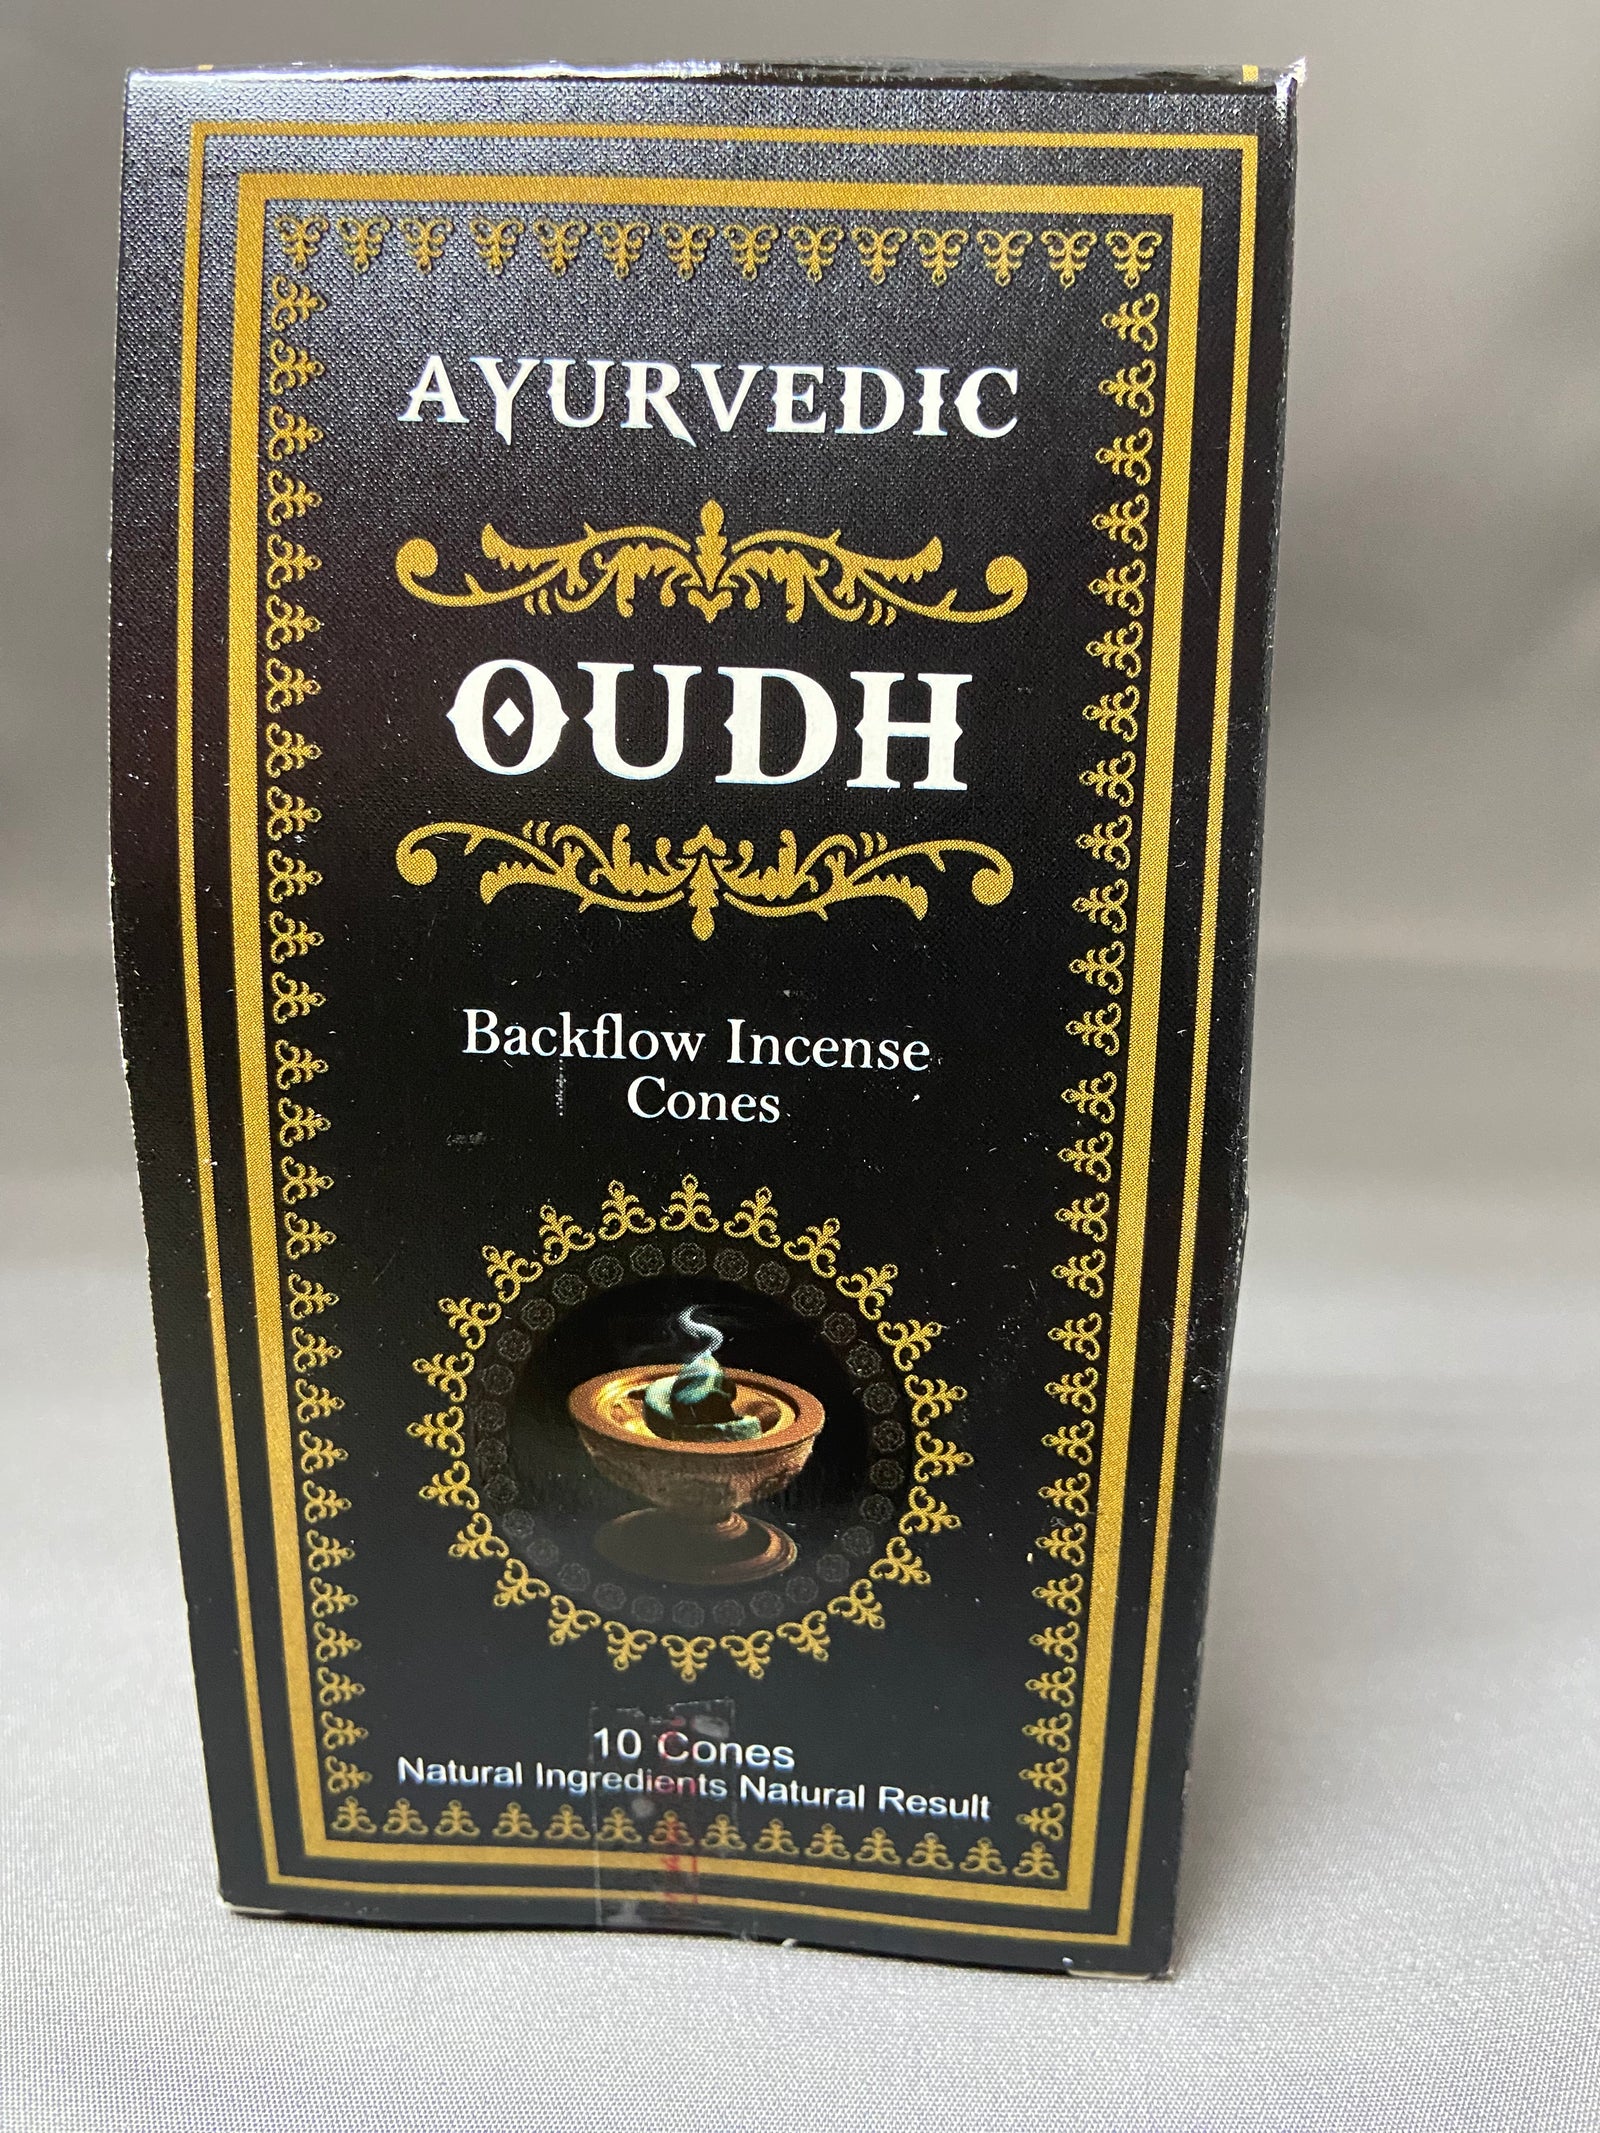 AYURVEDIC
OUDH
Backflow Incense
Cones
10 Cones
Natural Ingredients Natural Result